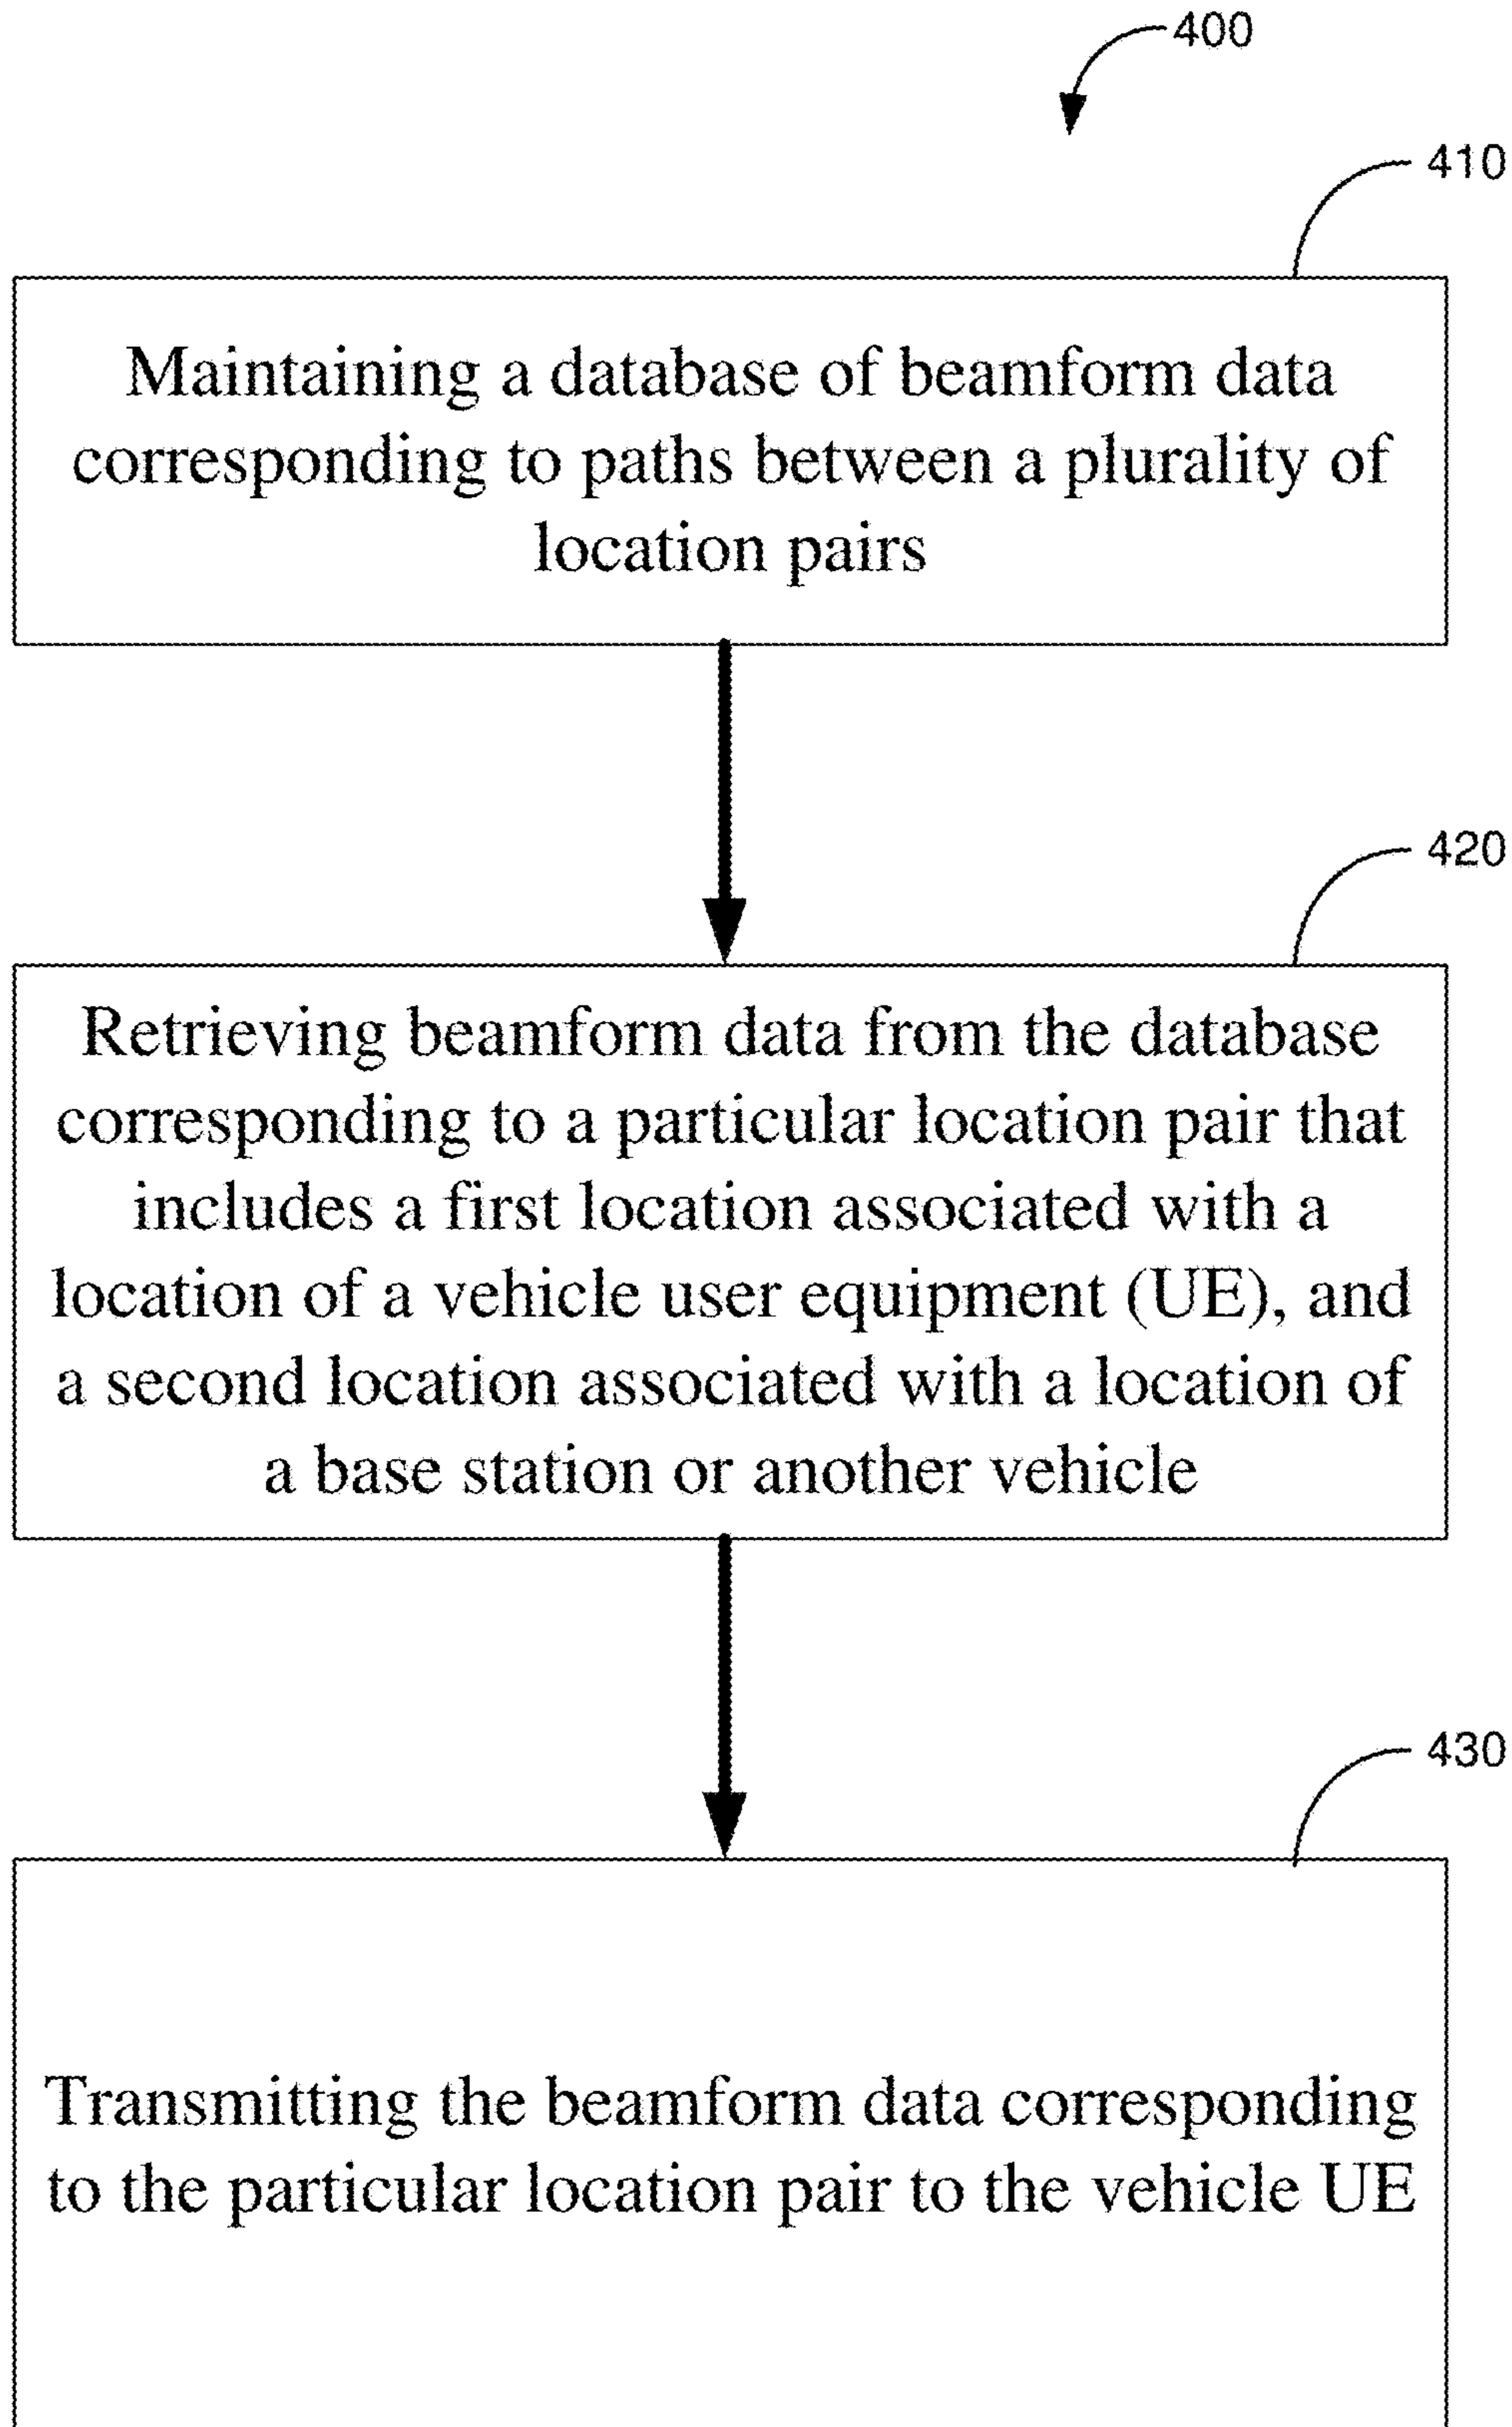 400
410
Maintaining a database of beamform data
corresponding to paths between a plurality of
location pairs
420
Retrieving beamform data from the database
corresponding to a particular location pair that
includes a first location associated with a
location of a vehicle user equipment (UE), and
a second location associated with a location of
a base station or another vehicle
430
Transmitting the beamform data corresponding
to the particular location pair to the vehicle UE